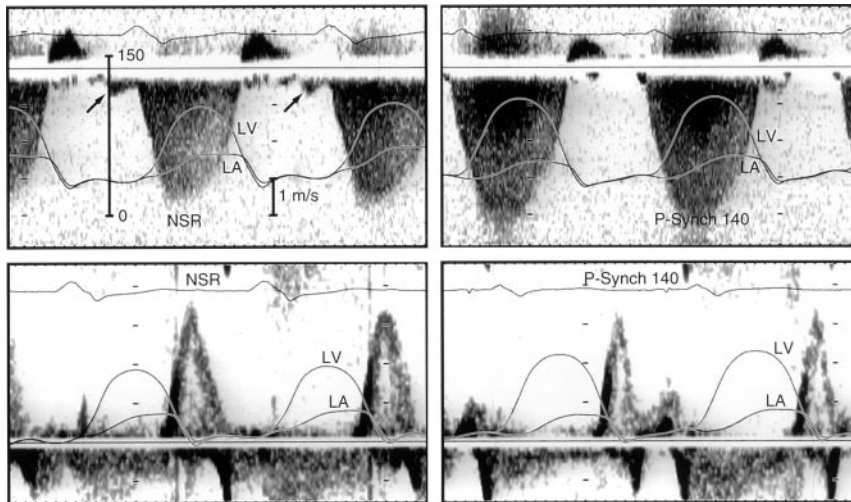 150
LV
LA
1 m/s
0
NSR
LV
LA
P-Synch 140
NSR
LV
LA
P-Synch 140
LV
LA